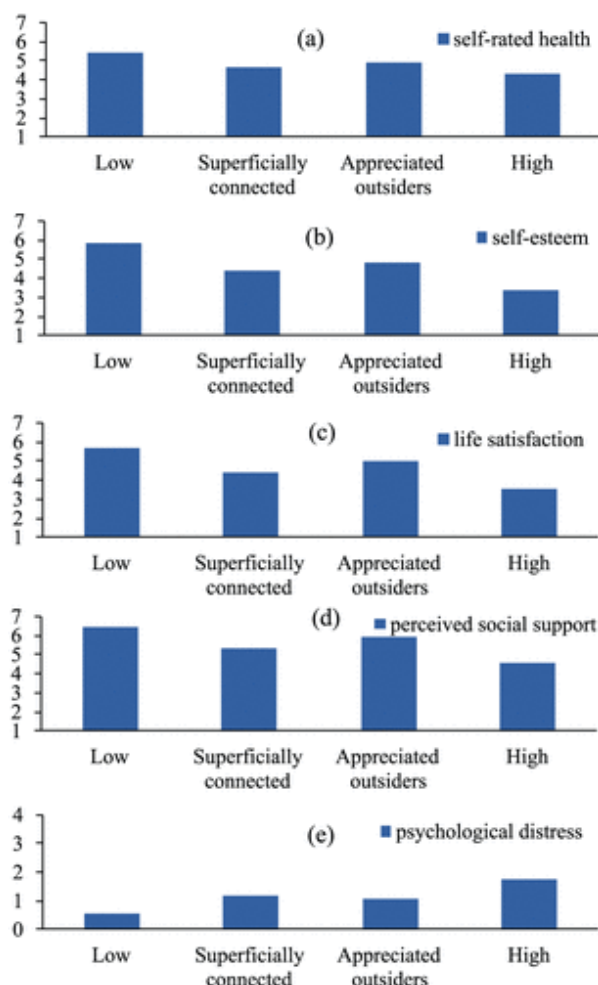 7
6
5
4
3
2
1
(a)
self-rated health
Low
Superficially connected
Appreciated outsiders
High
7
6
5
4
3
2
1
(b)
self-esteem
Low
Superficially connected
Appreciated outsiders
High
7
6
5
4
3
2
1
(c)
life satisfaction
Low
Superficially connected
Appreciated outsiders
High
7
6
5
4
3
2
1
(d)
perceived social support
Low
Superficially connected
Appreciated outsiders
High
4
3
2
1
0
(e)
psychological distress
Low
Superficially connected
Appreciated outsiders
High